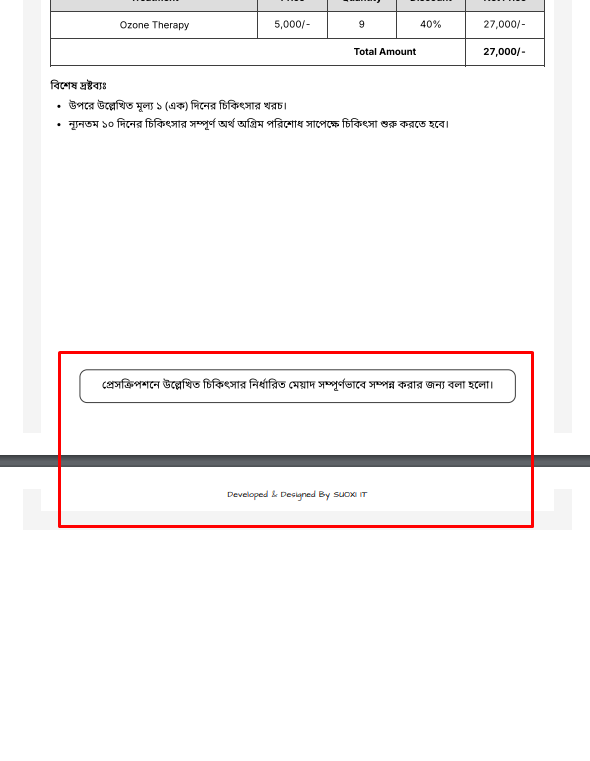 Ozone Therapy 5,000/- 9 40% 27,000/-
Total Amount 27,000/-
বিশেষ দ্রষ্টব্যঃ
• উপরে উল্লেখিত মূল্য ১ (এক) দিনের চিকিৎসার খরচ।
• ন্যূনতম ১০ দিনের চিকিৎসার সম্পূর্ণ অর্থ অগ্রিম পরিশোধ সাপেক্ষে চিকিৎসা শুরু করতে হবে।
প্রেসক্রিপশনে উল্লেখিত চিকিৎসার নির্ধারিত মেয়াদ সম্পূর্ণভাবে সম্পন্ন করার জন্য বলা হলো।
Developed & Designed By SUOXI IT